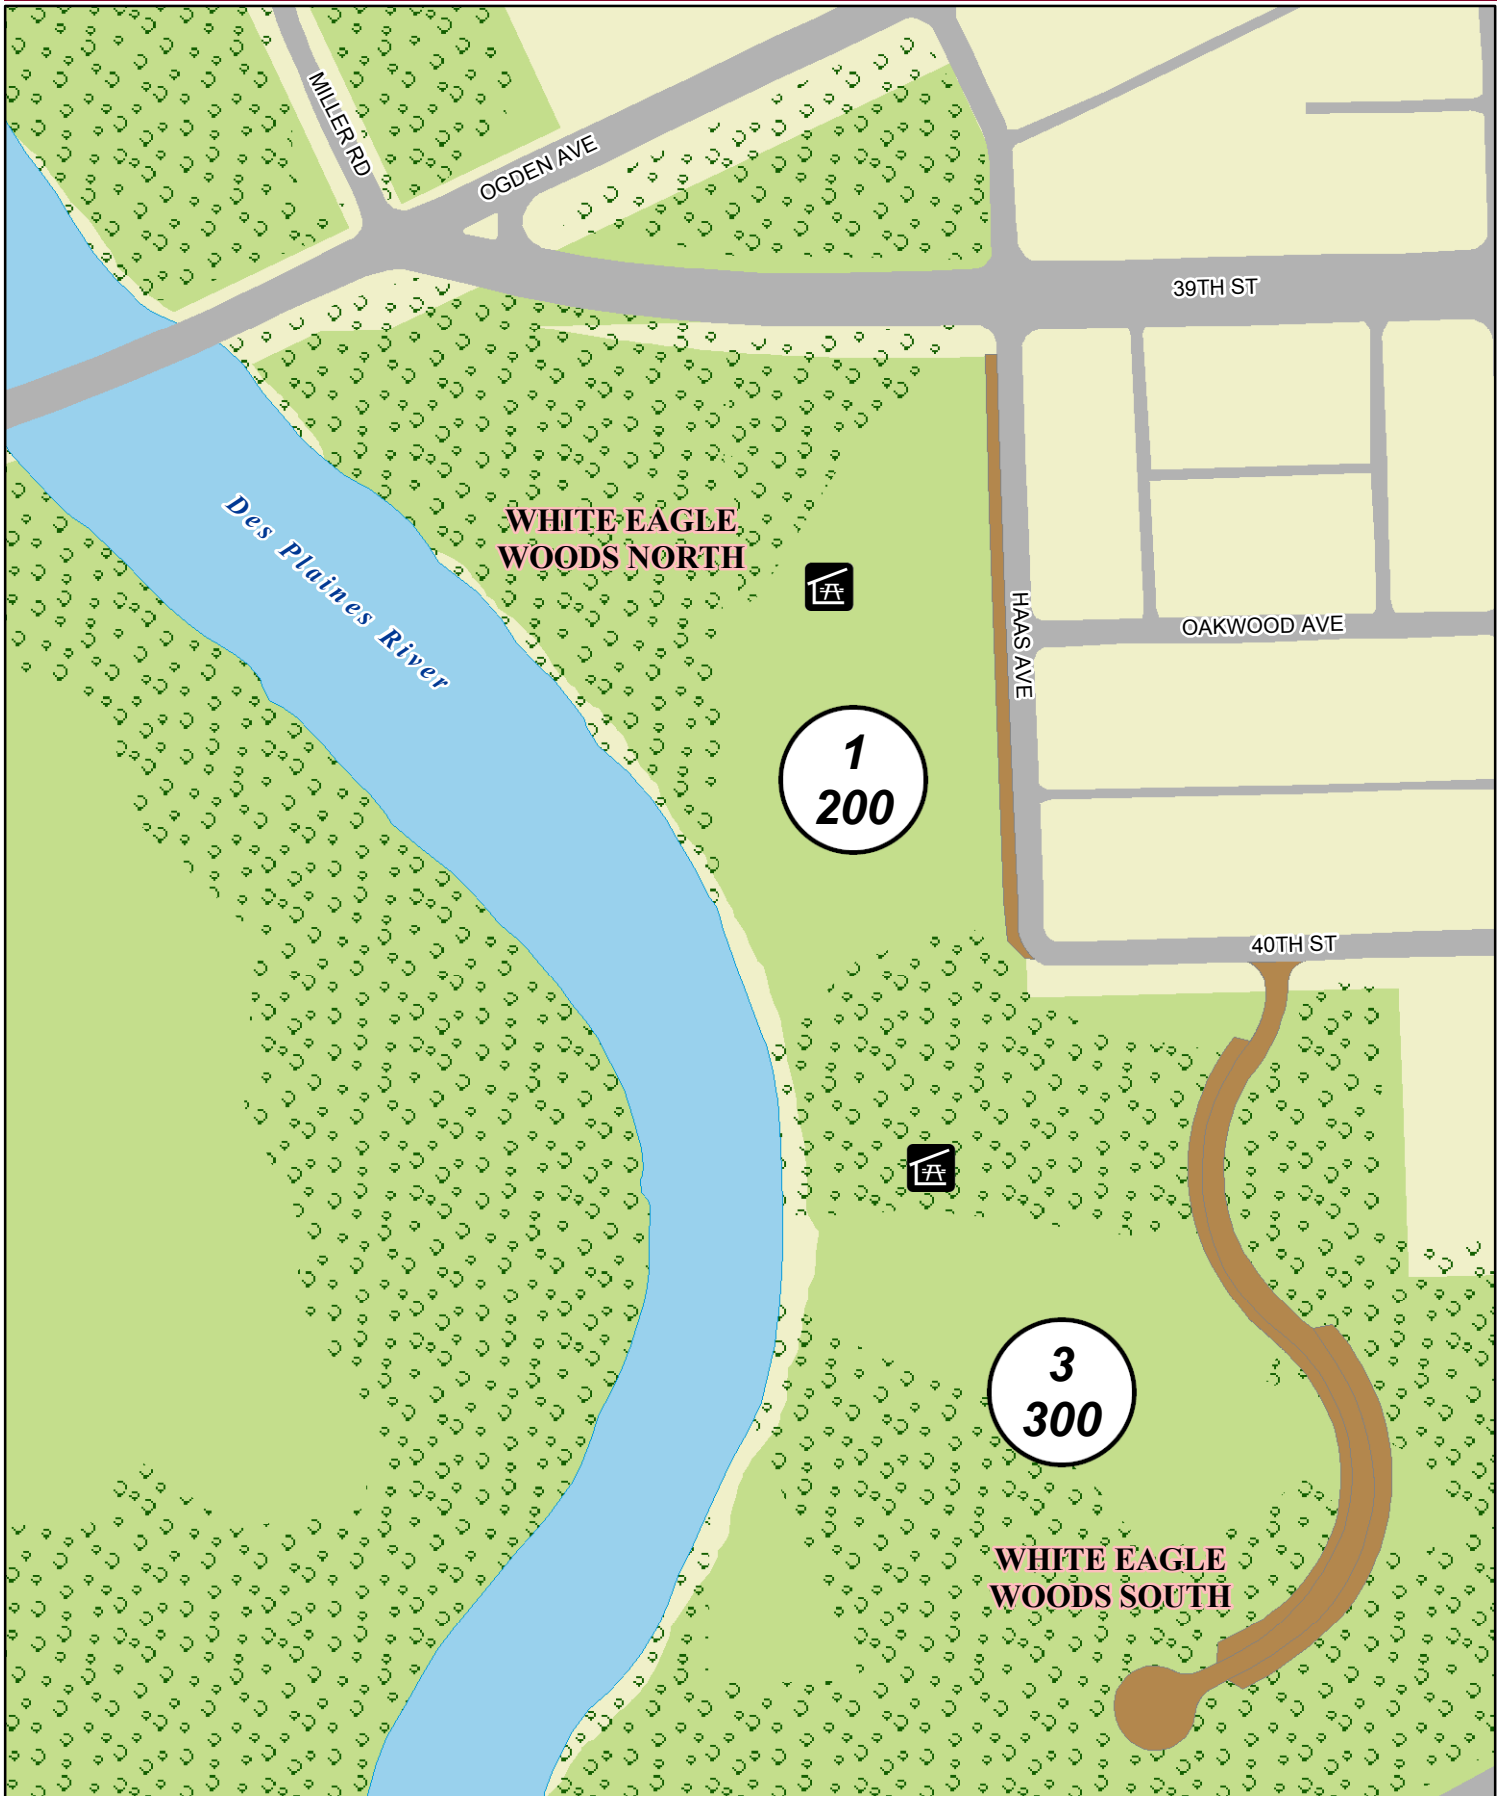 MILLER RD
OGDEN AVE
39TH ST
Des Plaines River
WHITE EAGLE
WOODS NORTH
HAAS AVE
OAKWOOD AVE
1
200
40TH ST
3
300
WHITE EAGLE
WOODS SOUTH